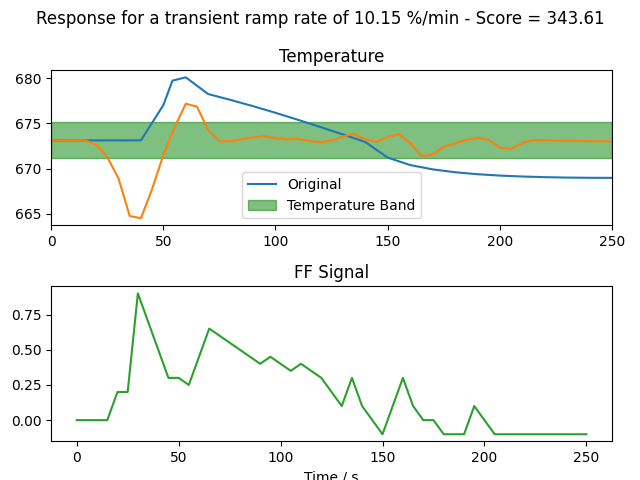 Response for a transient ramp rate of 10.15 %/min - Score = 343.61
Temperature
680
675
670
665
Original
Temperature Band
0 50 100 150 200 250
FF Signal
0.75
0.50
0.25
0.00
0 50 100 150 200 250
Time / s